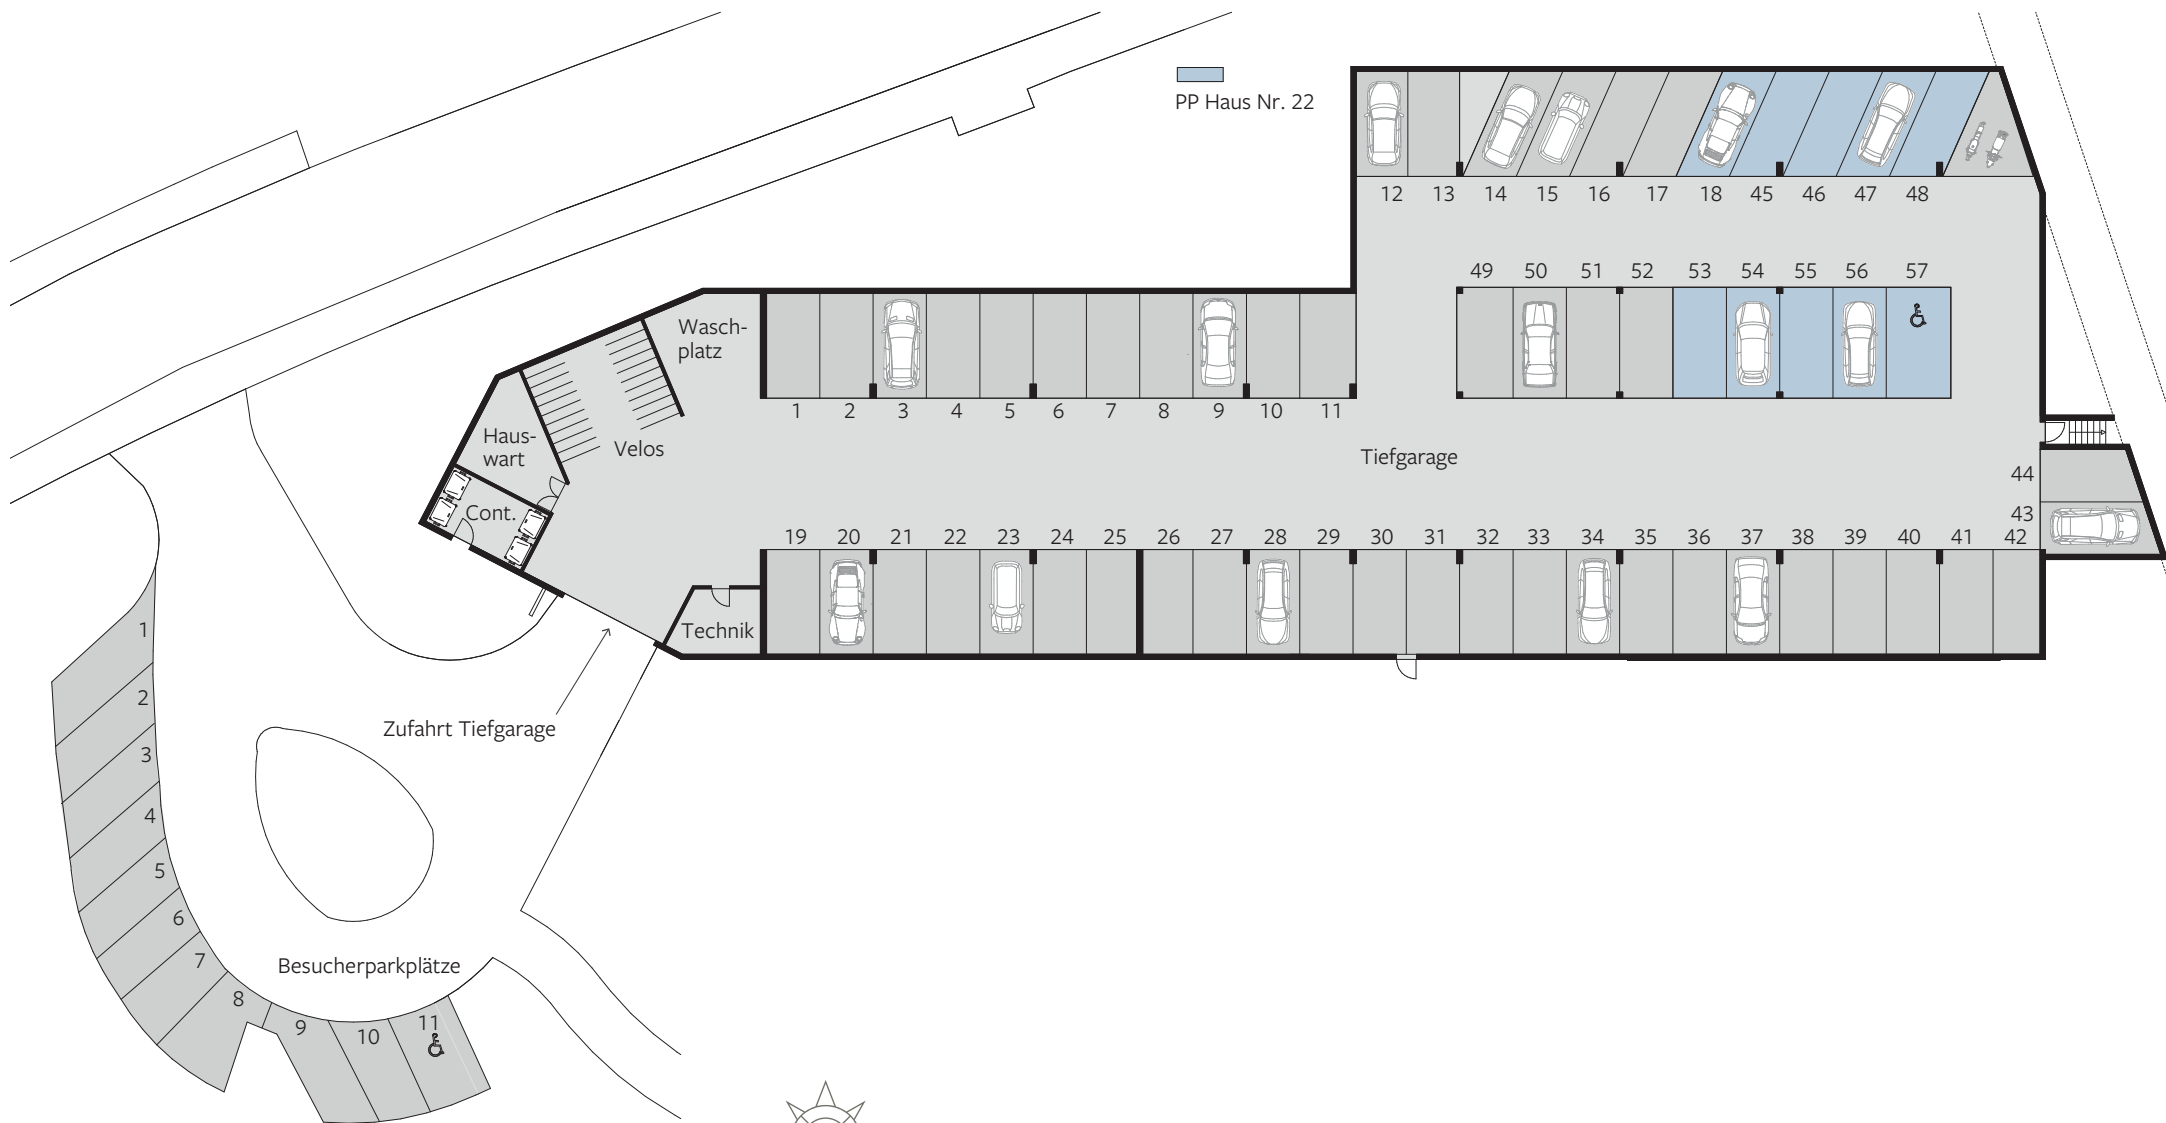 PP Haus Nr. 22
12 13 14 15 16 17 18 45 46 47 48
49 50 51 52 53 54 55 56 57
Wasch-
platz
1 2 3 4 5 6 7 8 9 10 11
Haus-
wart
Velos
Tiefgarage
44
Cont.
43
19 20 21 22 23 24 25 26 27 28 29 30 31 32 33 34 35 36 37 38 39 40 41 42
Technik
Zufahrt Tiefgarage
1
2
3
4
5
6
7
8
9
10
11
Besucherparkplätze